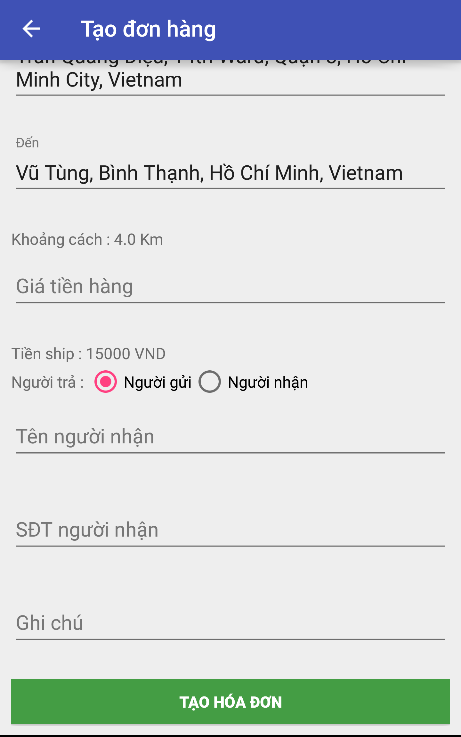 Tạo đơn hàng
Minh City, Vietnam
Đến
Vũ Tùng, Bình Thạnh, Hồ Chí Minh, Vietnam
Khoảng cách : 4.0 Km
Giá tiền hàng
Tiền ship : 15000 VND
Người trả : Người gửi Người nhận
Tên người nhận
SĐT người nhận
Ghi chú
TẠO HÓA ĐƠN